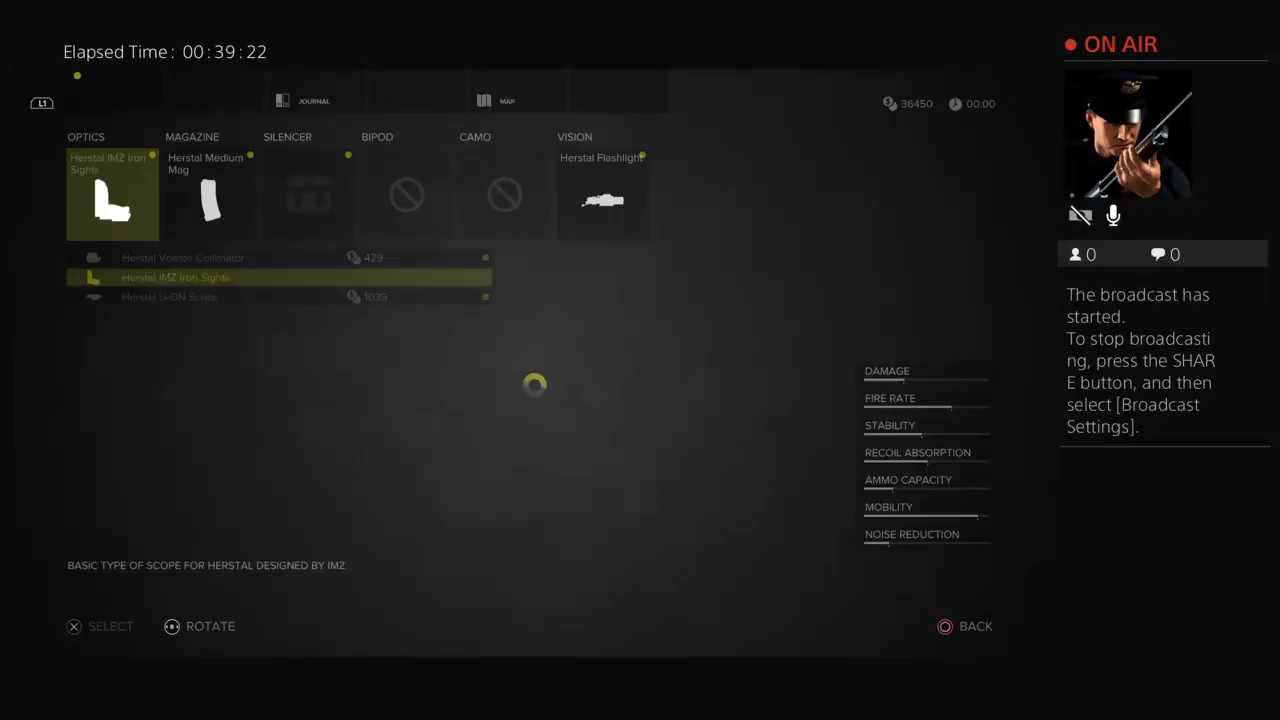 Elapsed Time: 00:39:22
ON AIR
L1
JOURNAL
MAP
36450
00:00
OPTICS
MAGAZINE
SILENCER
BIPOD
CAMO
VISION
Herstal IMZ Iron
Sights
Herstal Medium
Mag
Herstal Flashlight
Herstal Voelps Collimator
429
Herstal IMZ Iron Sights
Herstal
1039
0
0
The broadcast has
started.
To stop broadcasti
ng, press the SHAR
E button, and then
select [Broadcast
Settings].
DAMAGE
FIRE RATE
STABILITY
RECOIL ABSORPTION
AMMO CAPACITY
MOBILITY
NOISE REDUCTION
BASIC TYPE OF SCOPE FOR HERSTAL DESIGNED BY IMZ
SELECT
R ROTATE
BACK